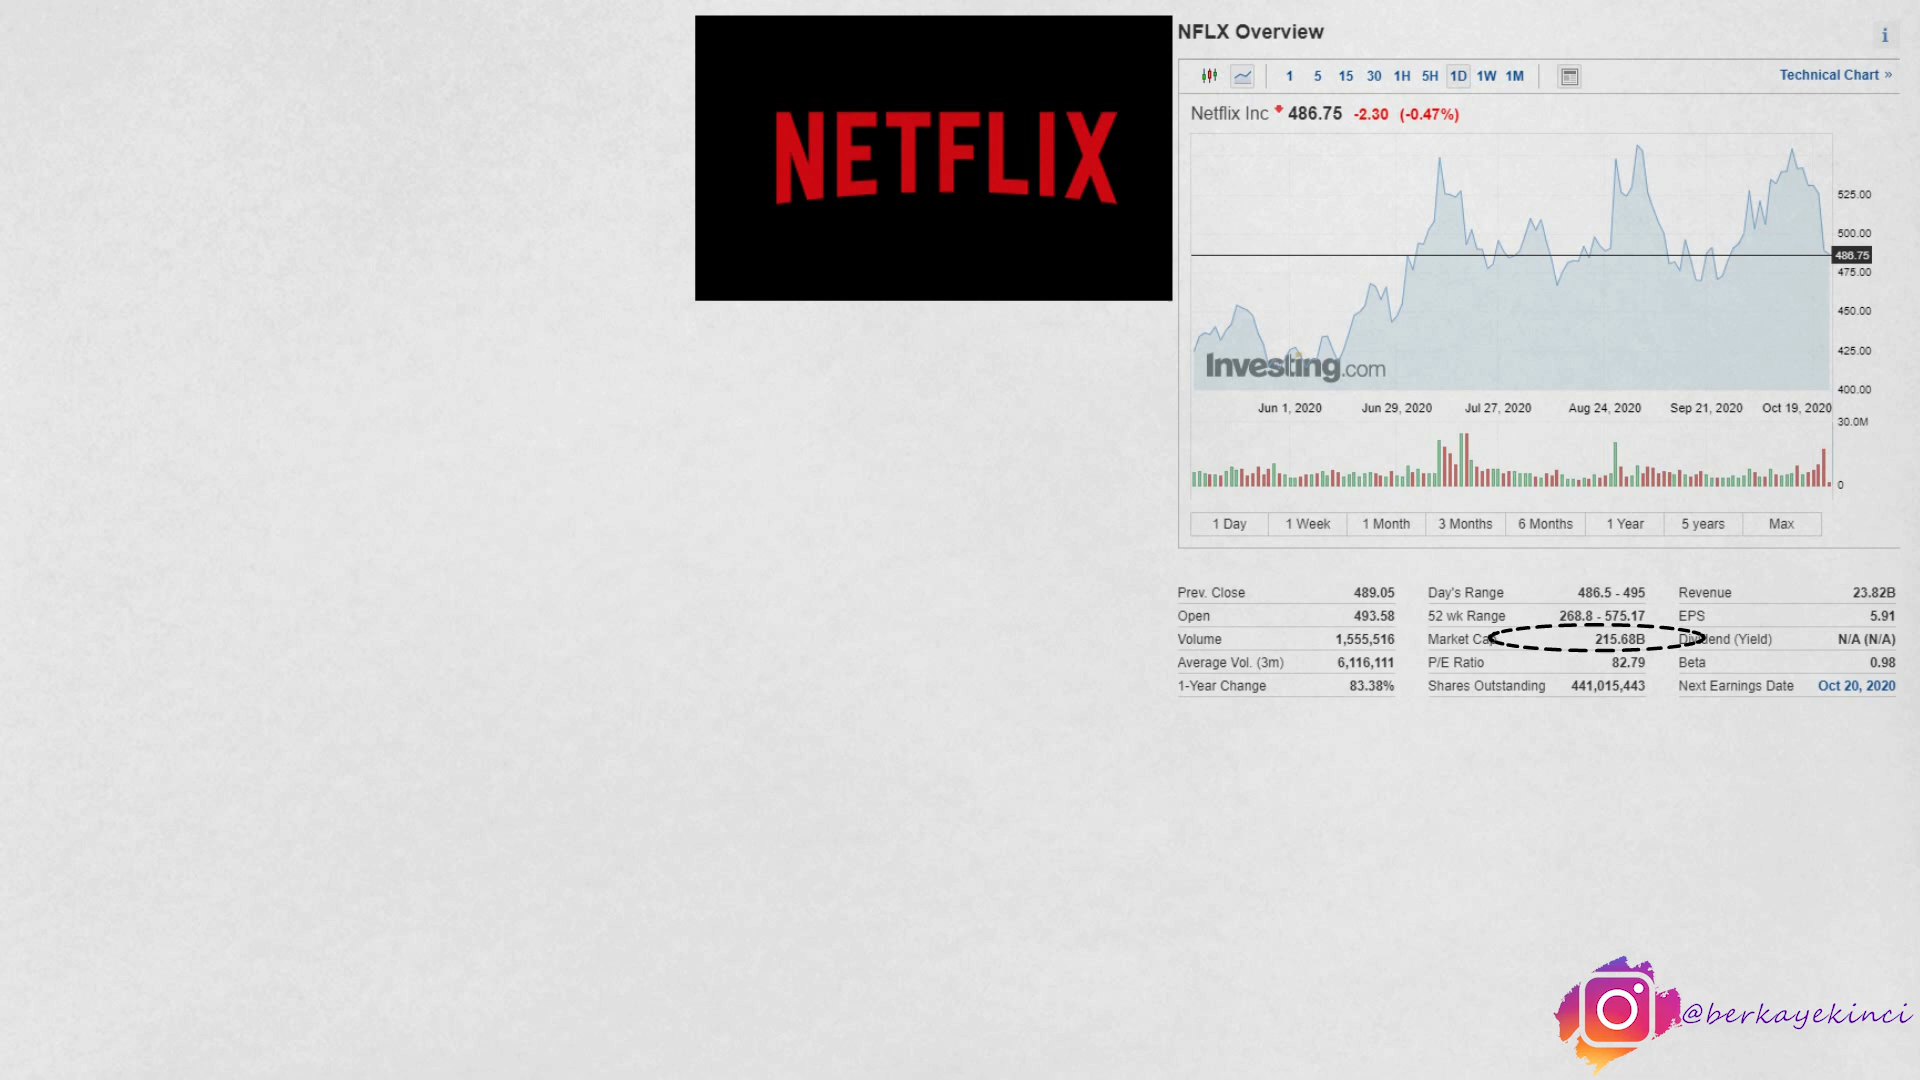 NETFLIX
NFLX Overview
1 5 15 30 1H 5H 1D 1W 1M
Technical Chart »
Netflix Inc 486.75 -2.30 (-0.47%)
525.00
500.00
486.75
475.00
450.00
425.00
400.00
Investing.com
Jun 1, 2020 Jun 29, 2020 Jul 27, 2020 Aug 24, 2020 Sep 21, 2020 Oct 19, 2020
30.0M
0
1 Day 1 Week 1 Month 3 Months 6 Months 1 Year 5 years Max
Prev. Close 489.05 Day's Range 486.5 - 495 Revenue 23.82B
Open 493.58 52 wk Range 268.8 - 575.17 EPS 5.91
Volume 1,555,516 Market Cap 215.68B Dividend (Yield) N/A (N/A)
Average Vol. (3m) 6,116,111 P/E Ratio 82.79 Beta 0.98
1-Year Change 83.38% Shares Outstanding 441,015,443 Next Earnings Date Oct 20, 2020
@berkayekinci